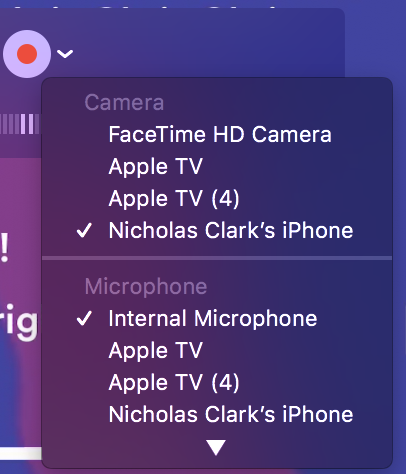 !
Camera
FaceTime HD Camera
Apple TV
Apple TV (4)
✓ Nicholas Clark’s iPhone
Microphone
✓ Internal Microphone
rig
Apple TV
Apple TV (4)
Nicholas Clark’s iPhone